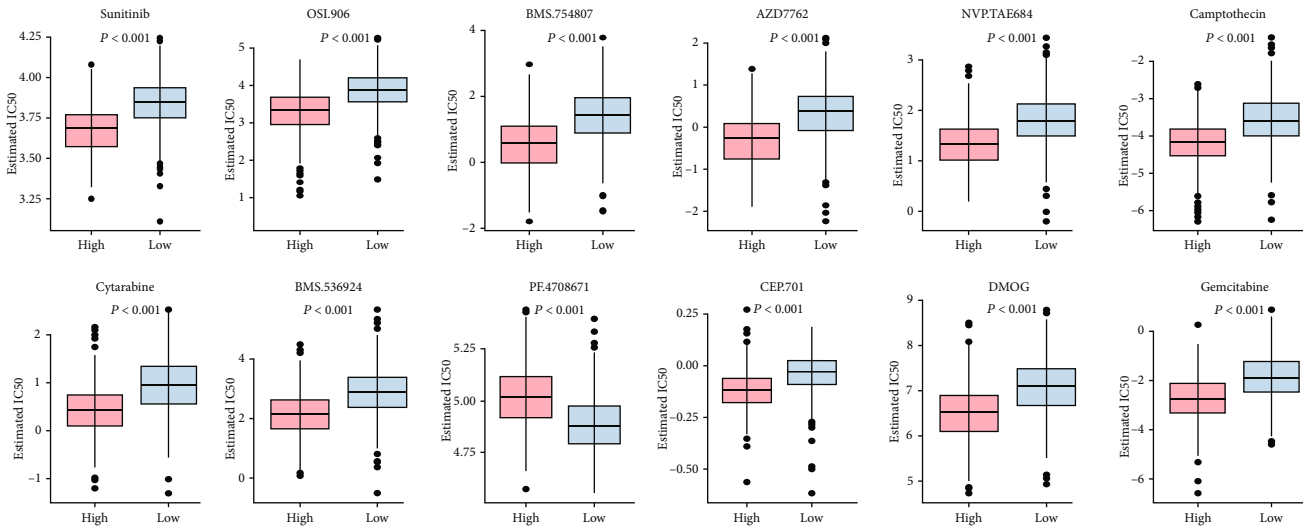 Sunitinib
P < 0.001
Estimated IC50
4.25
4.00
3.75
3.50
3.25
High
Low
OSI.906
P < 0.001
Estimated IC50
5
4
3
2
1
High
Low
BMS.754807
P < 0.001
Estimated IC50
4
2
0
−2
High
Low
AZD7762
P < 0.001
Estimated IC50
2
1
0
−1
−2
High
Low
NVP.TAE684
P < 0.001
Estimated IC50
3
2
1
0
High
Low
Camptothecin
P < 0.001
Estimated IC50
−2
−3
−4
−5
−6
High
Low
Cytarabine
P < 0.001
Estimated IC50
2
1
0
−1
High
Low
BMS.536924
P < 0.001
Estimated IC50
4
2
0
High
Low
PF.4708671
P < 0.001
Estimated IC50
5.25
5.00
4.75
High
Low
CEP.701
P < 0.001
Estimated IC50
0.25
0.00
−0.25
−0.50
High
Low
DMOG
P < 0.001
Estimated IC50
9
8
7
6
5
High
Low
Gemcitabine
P < 0.001
Estimated IC50
0
−2
−4
−6
High
Low